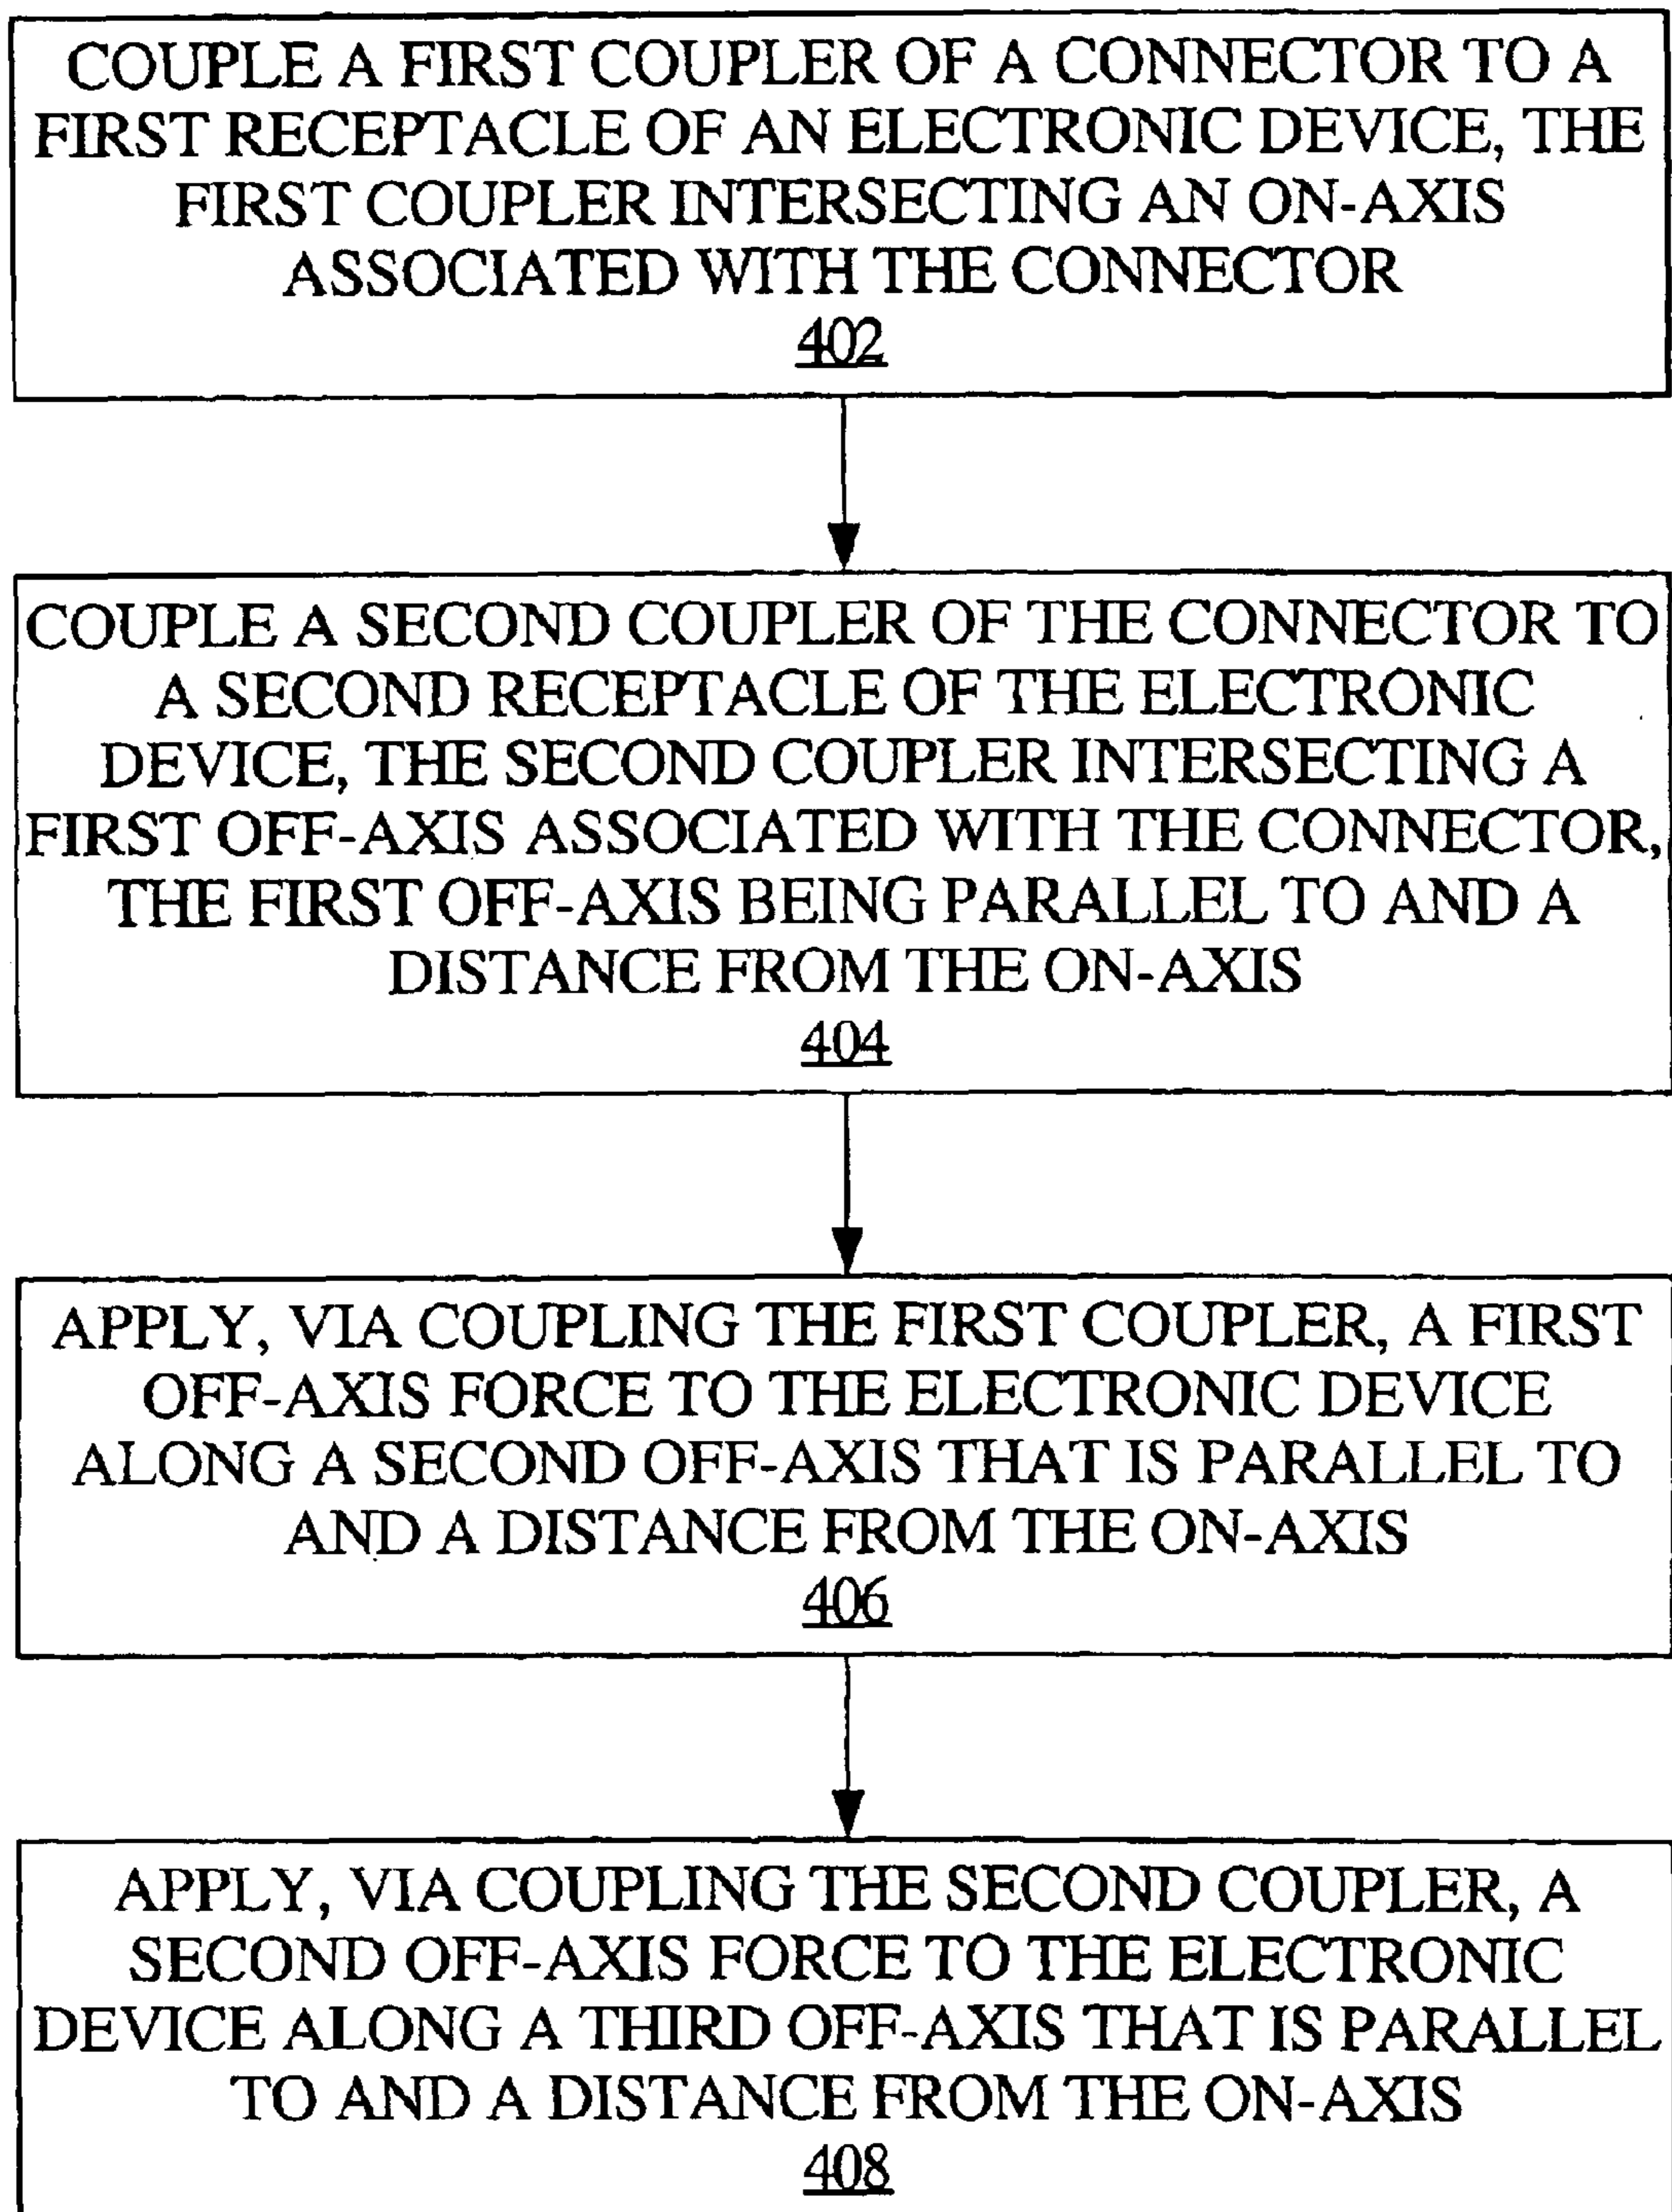 COUPLE A FIRST COUPLER OF A CONNECTOR TO A
FIRST RECEPTACLE OF AN ELECTRONIC DEVICE, THE
FIRST COUPLER INTERSECTING AN ON-AXIS
ASSOCIATED WITH THE CONNECTOR
402
COUPLE A SECOND COUPLER OF THE CONNECTOR TO
A SECOND RECEPTACLE OF THE ELECTRONIC
DEVICE, THE SECOND COUPLER INTERSECTING A
FIRST OFF-AXIS ASSOCIATED WITH THE CONNECTOR,
THE FIRST OFF-AXIS BEING PARALLEL TO AND A
DISTANCE FROM THE ON-AXIS
404
APPLY, VIA COUPLING THE FIRST COUPLER, A FIRST
OFF-AXIS FORCE TO THE ELECTRONIC DEVICE
ALONG A SECOND OFF-AXIS THAT IS PARALLEL TO
AND A DISTANCE FROM THE ON-AXIS
406
APPLY, VIA COUPLING THE SECOND COUPLER, A
SECOND OFF-AXIS FORCE TO THE ELECTRONIC
DEVICE ALONG A THIRD OFF-AXIS THAT IS PARALLEL
TO AND A DISTANCE FROM THE ON-AXIS
408